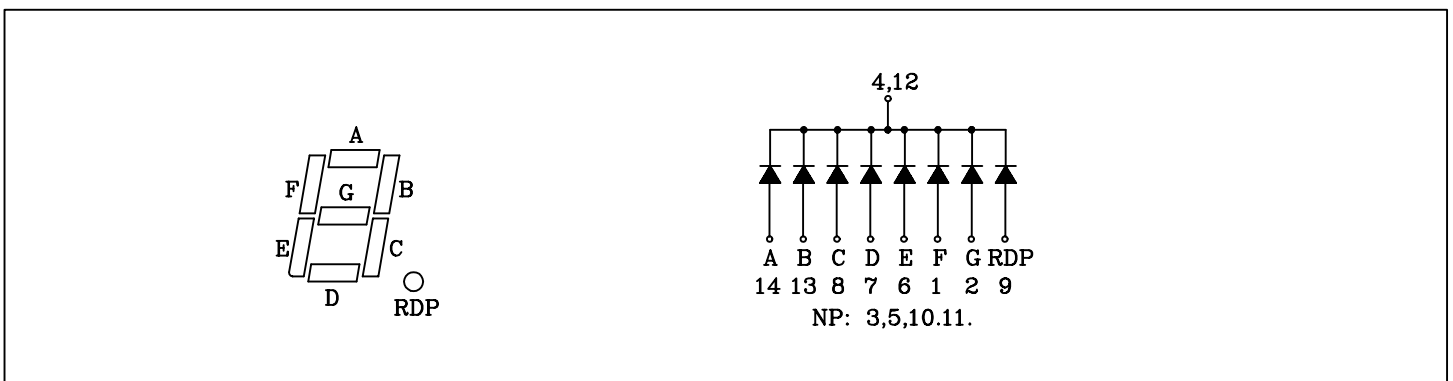 A
F
B
G
E
C
D
RDP
4,12
A B C D E F G RDP
14 13 8 7 6 1 2 9
NP: 3,5,10.11.